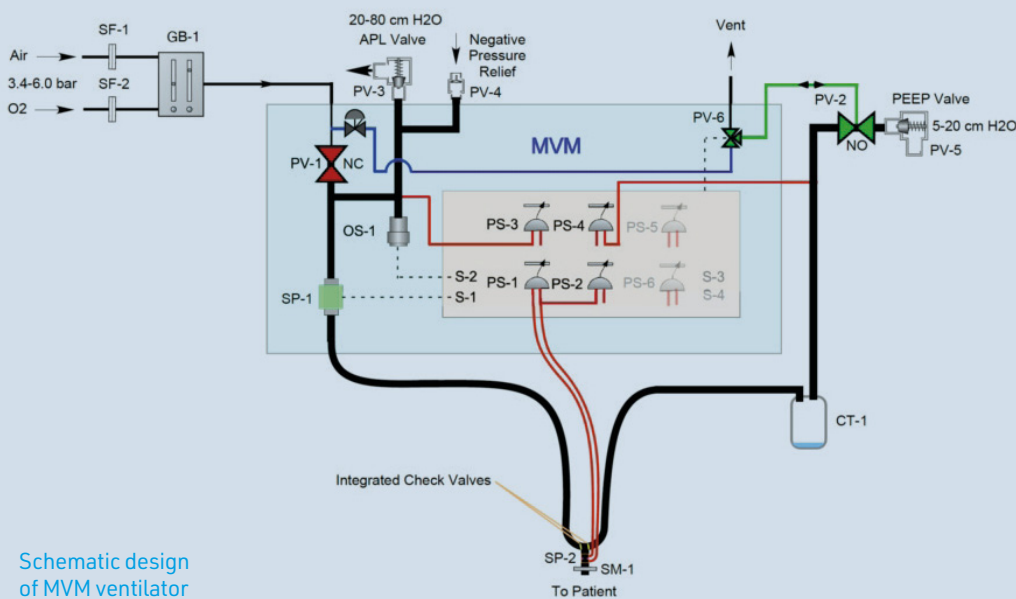 20-80 cm H2O
APL Valve
PV-3
Negative
Pressure
Relief
PV-4
Vent
SF-1
GB-1
Air
3.4-6.0 bar
SF-2
O2
PV-6
PV-2
PEEP Valve
5-20 cm H2O
NO
PV-5
MVM
PV-1
NC
OS-1
PS-3
PS-4
PS-5
S-2
PS-1
PS-2
PS-6
S-3
SP-1
S-1
S-4
CT-1
Integrated Check Valves
SP-2
SM-1
To Patient
Schematic design
of MVM ventilator